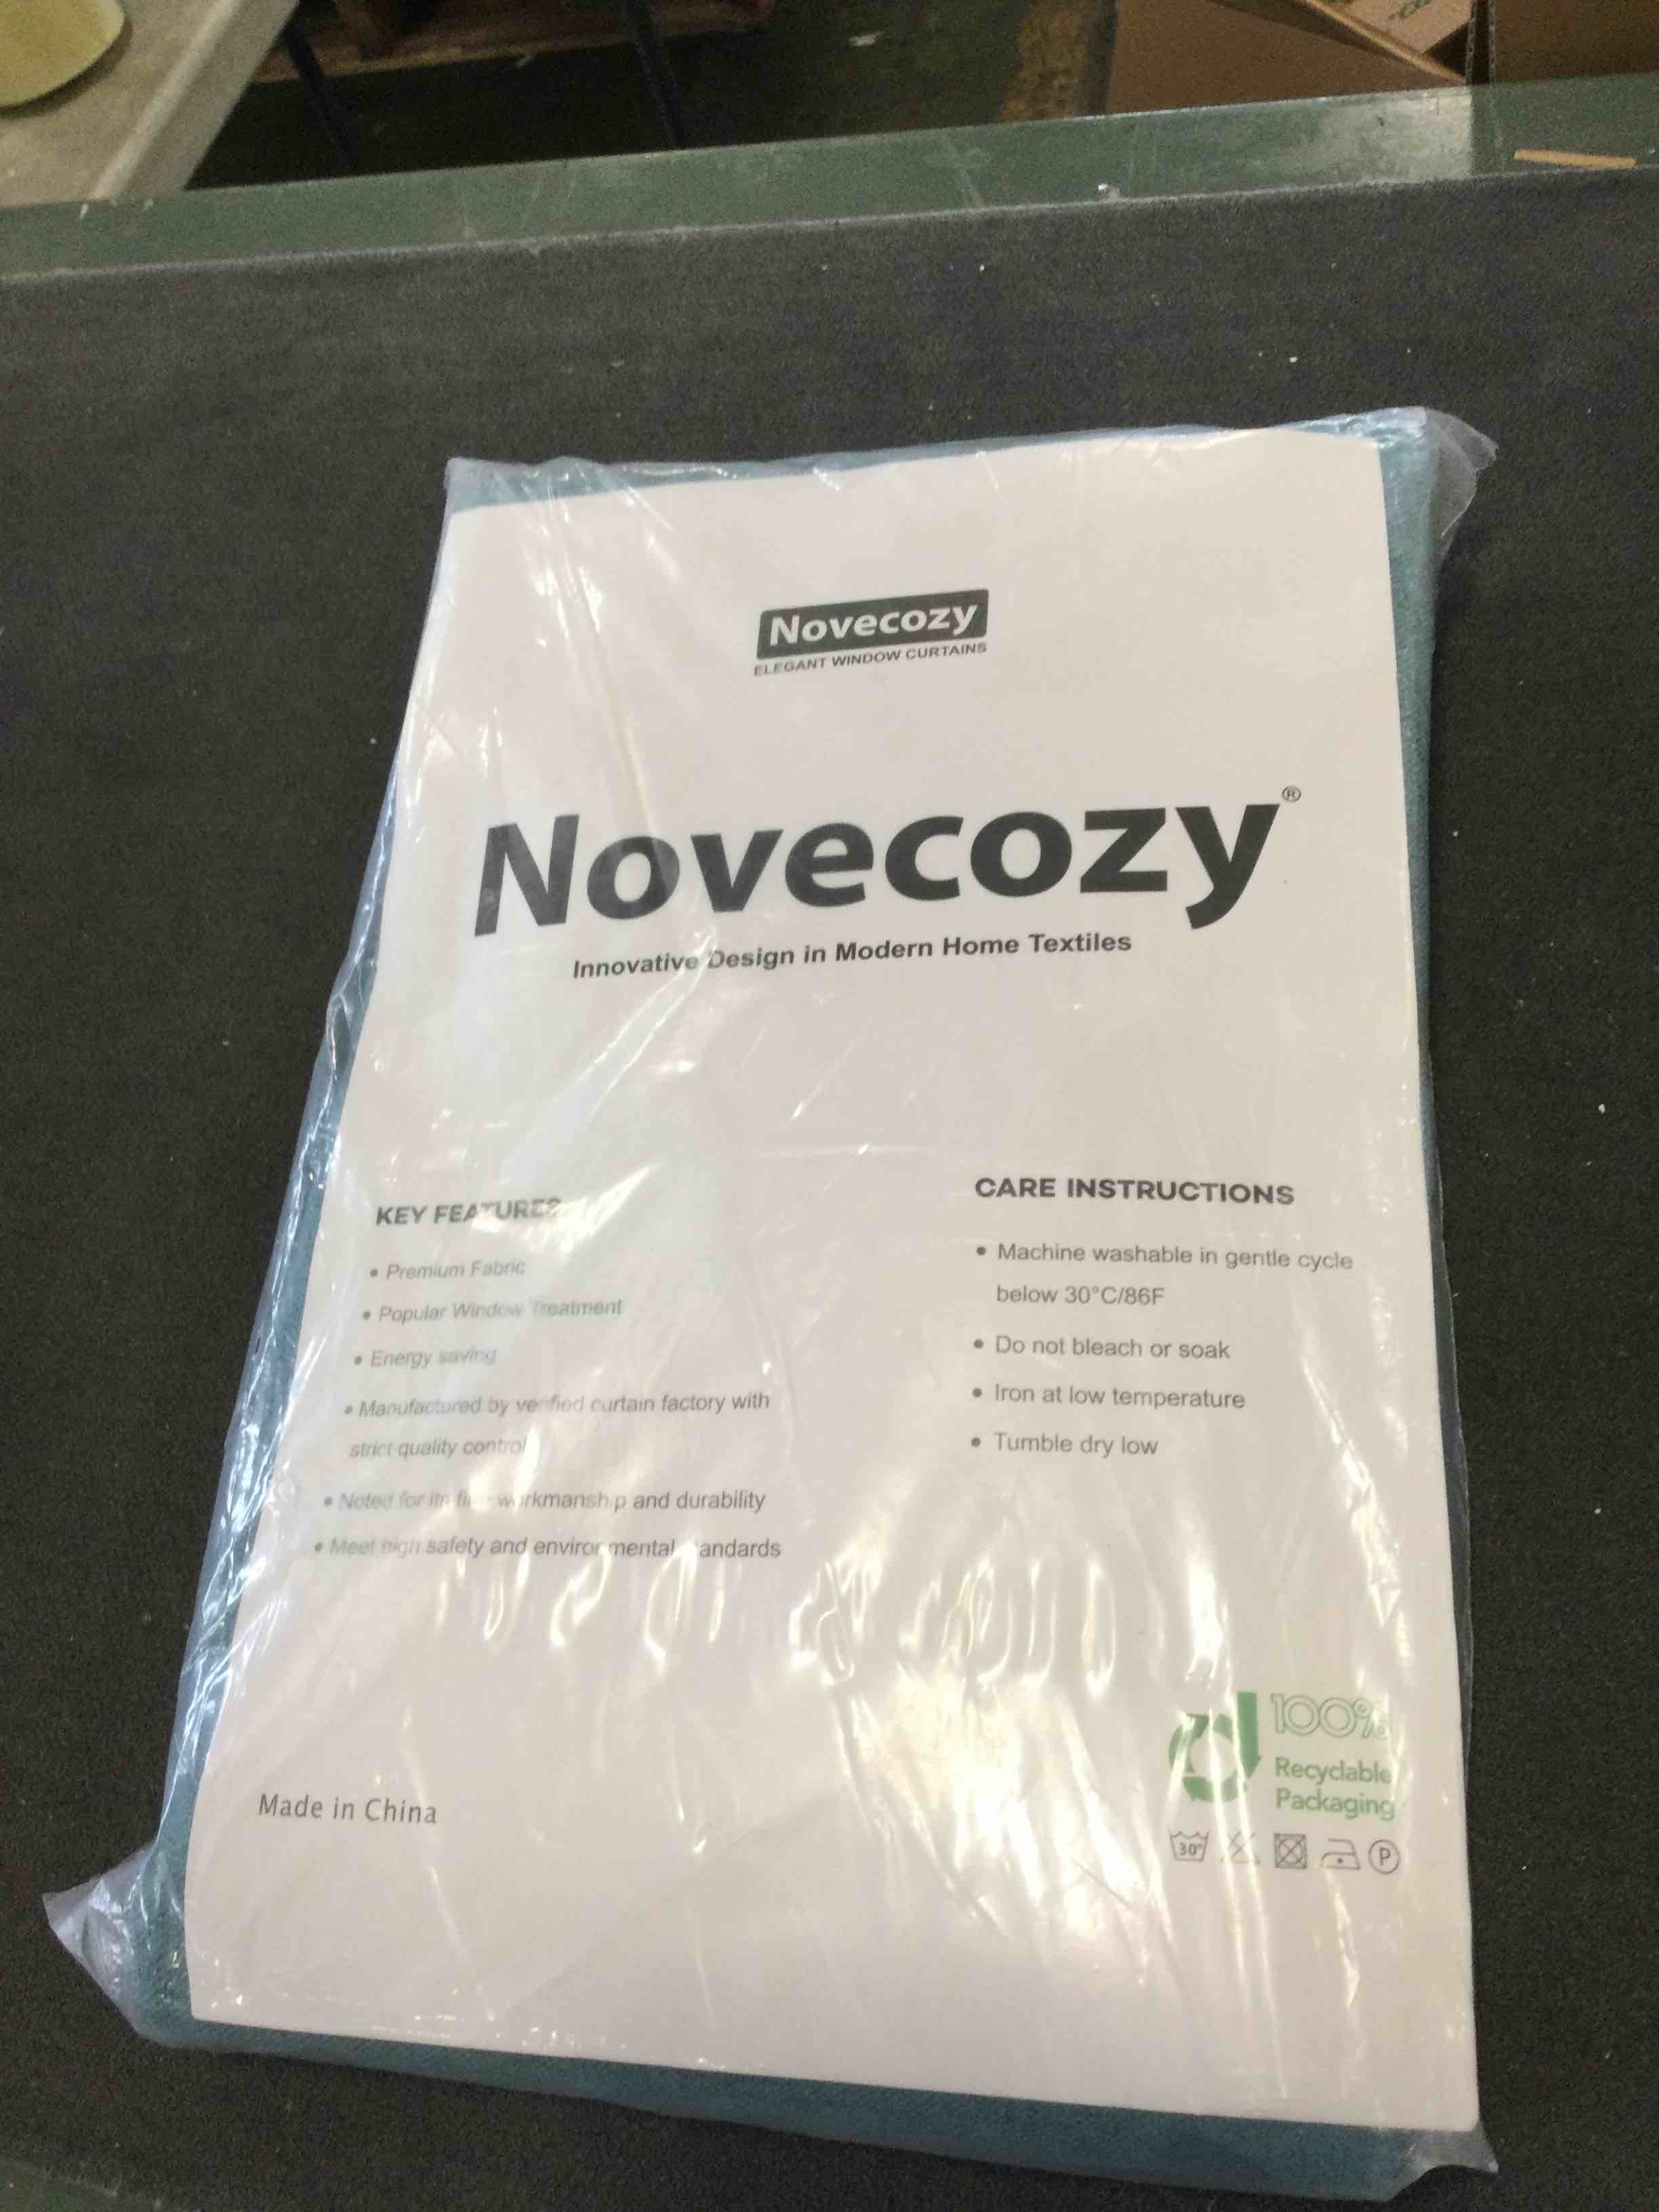 Novecozy
ELEGANT WINDOW CURTAINS
Novecozy®
Innovative Design in Modern Home Textiles
KEY FEATURES
• Premium Fabric
• Popular Window Treatment
• Energy saving
• Manufactured by verified curtain factory with
strict quality control
• Noted for its fine workmanship and durability
• Meet high safety and environmental standards
CARE INSTRUCTIONS
• Machine washable in gentle cycle
below 30°C/86F
• Do not bleach or soak
• Iron at low temperature
• Tumble dry low
100%
Recyclable
Packaging
30°
P
Made in China